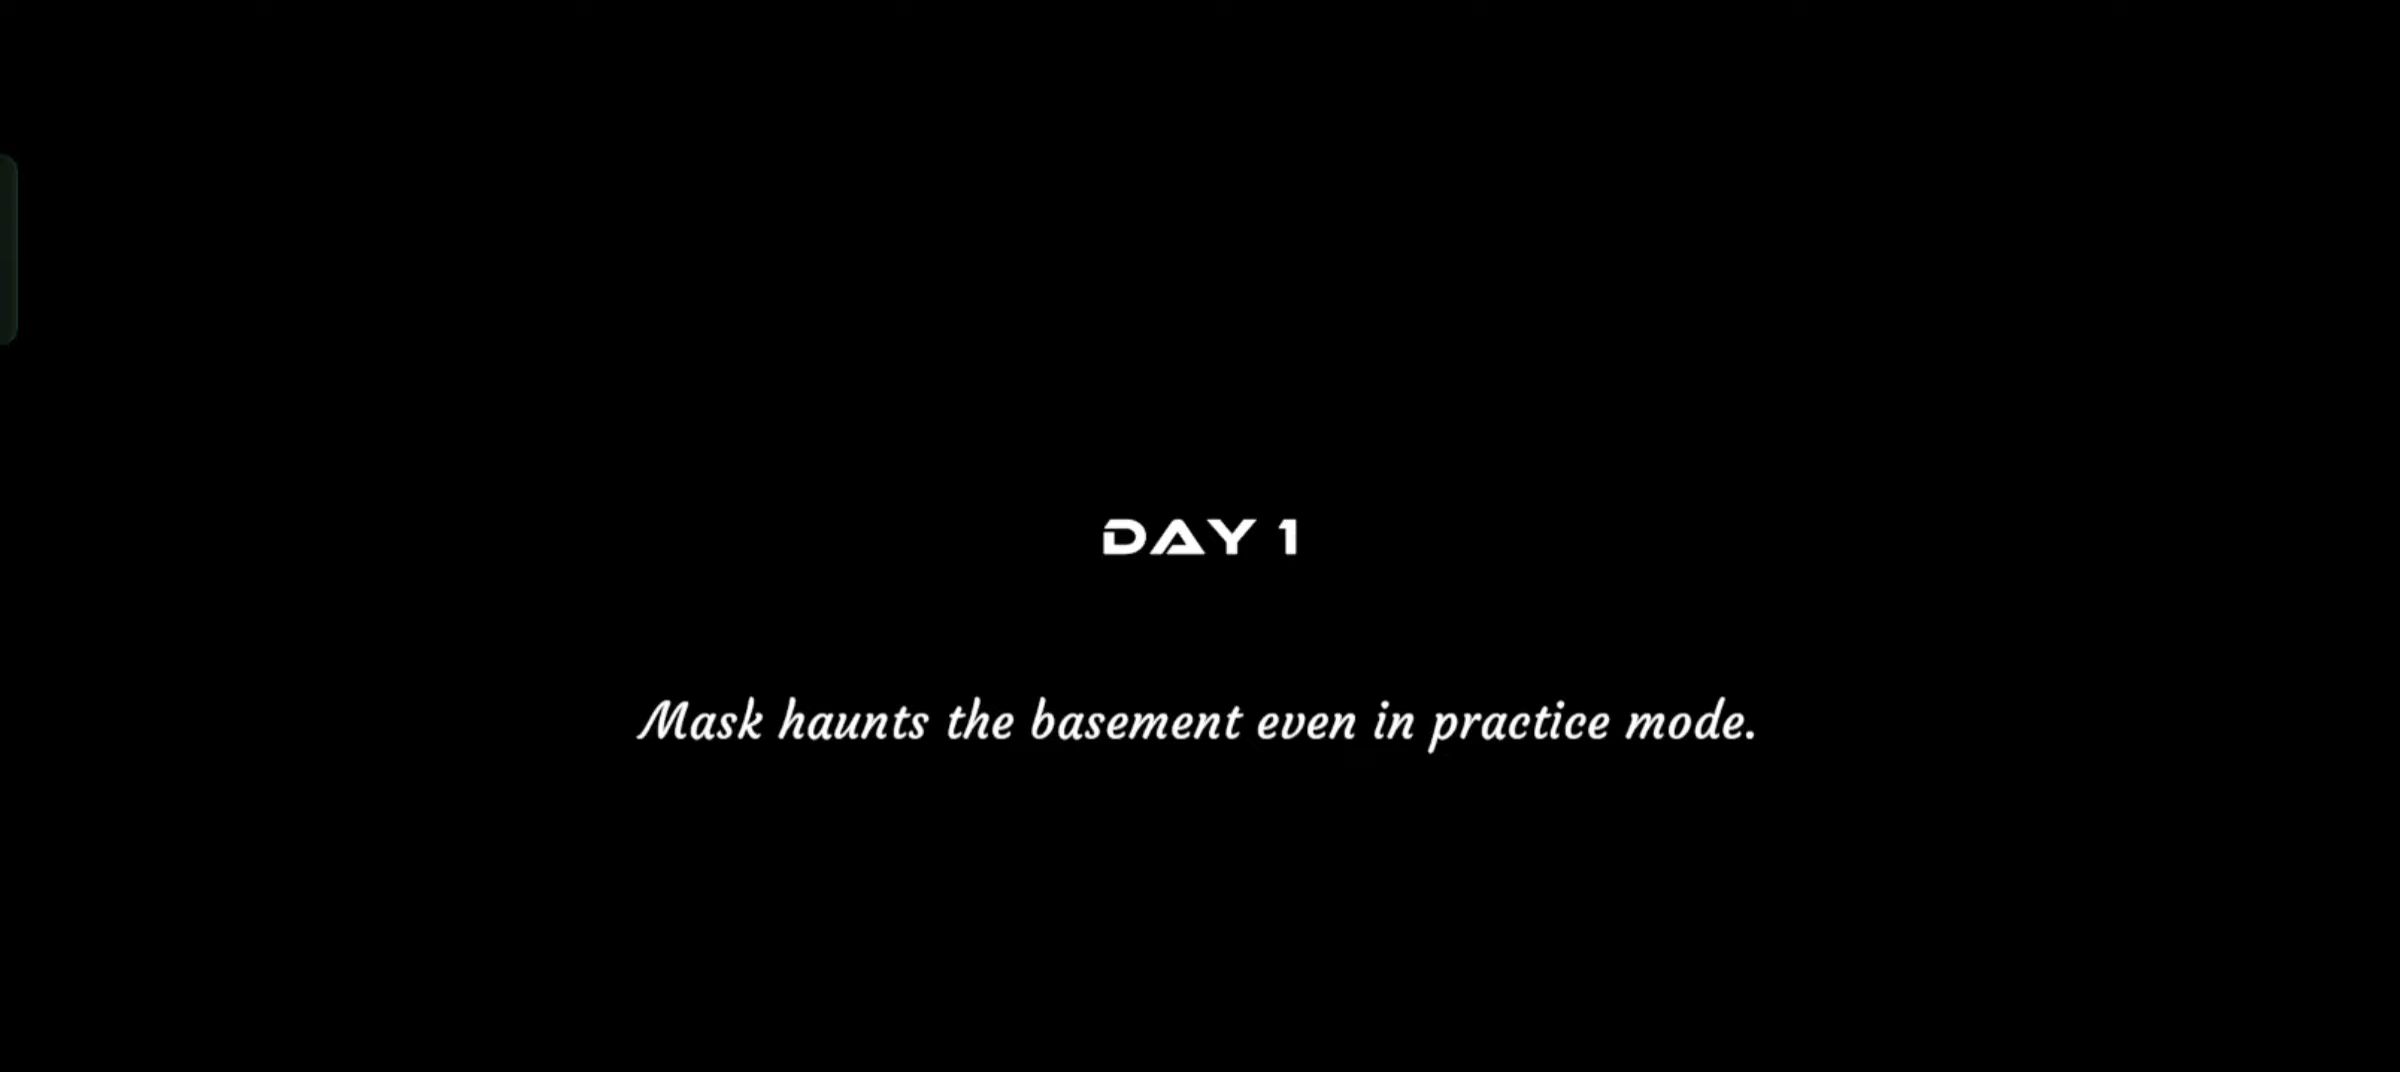 DAY 1
Mask haunts the basement even in practice mode.